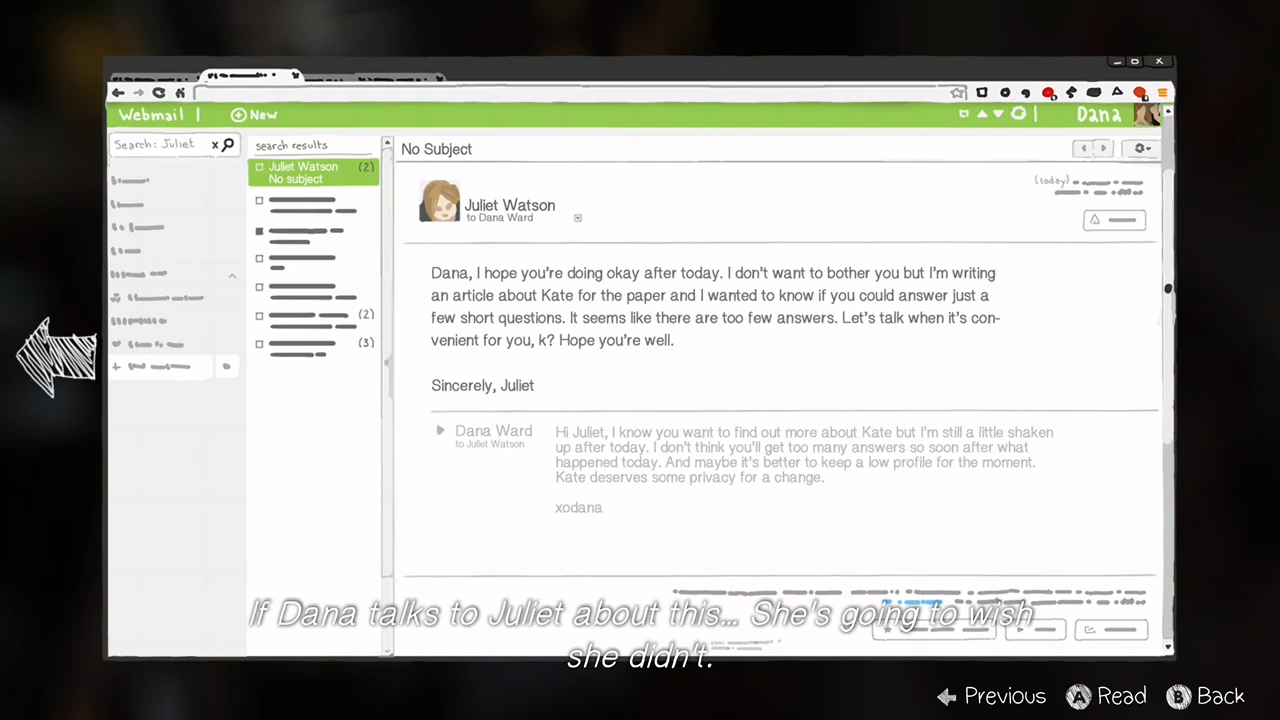 Webmail |
New
Dana
Search: Juliet x
search results
No Subject
Juliet Watson (2)
No subject
(today)
Juliet Watson
to Dana Ward
Dana, I hope you're doing okay after today. I don't want to bother you but I'm writing
an article about Kate for the paper and I wanted to know if you could answer just a
few short questions. It seems like there are too few answers. Let's talk when it's con-
venient for you, k? Hope you're well.
(2)
(3)
Sincerely, Juliet
Dana Ward
to Juliet Watson
Hi Juliet, I know you want to find out more about Kate but I'm still a little shaken
up after today. I don't think you'll get too many answers so soon after what
happened today. And maybe it's better to keep a low profile for the moment.
Kate deserves some privacy for a change.
xodana
If Dana talks to Juliet about this... She's going to wish
she didn't.
Previous A Read B Back